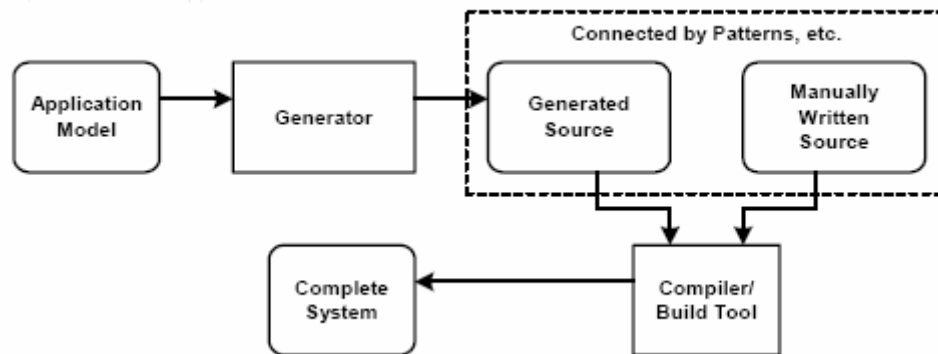 Connected by Patterns, etc.
Application
Model
Generator
Generated
Source
Manually
Written
Source
Complete
System
Compiler/
Build Tool